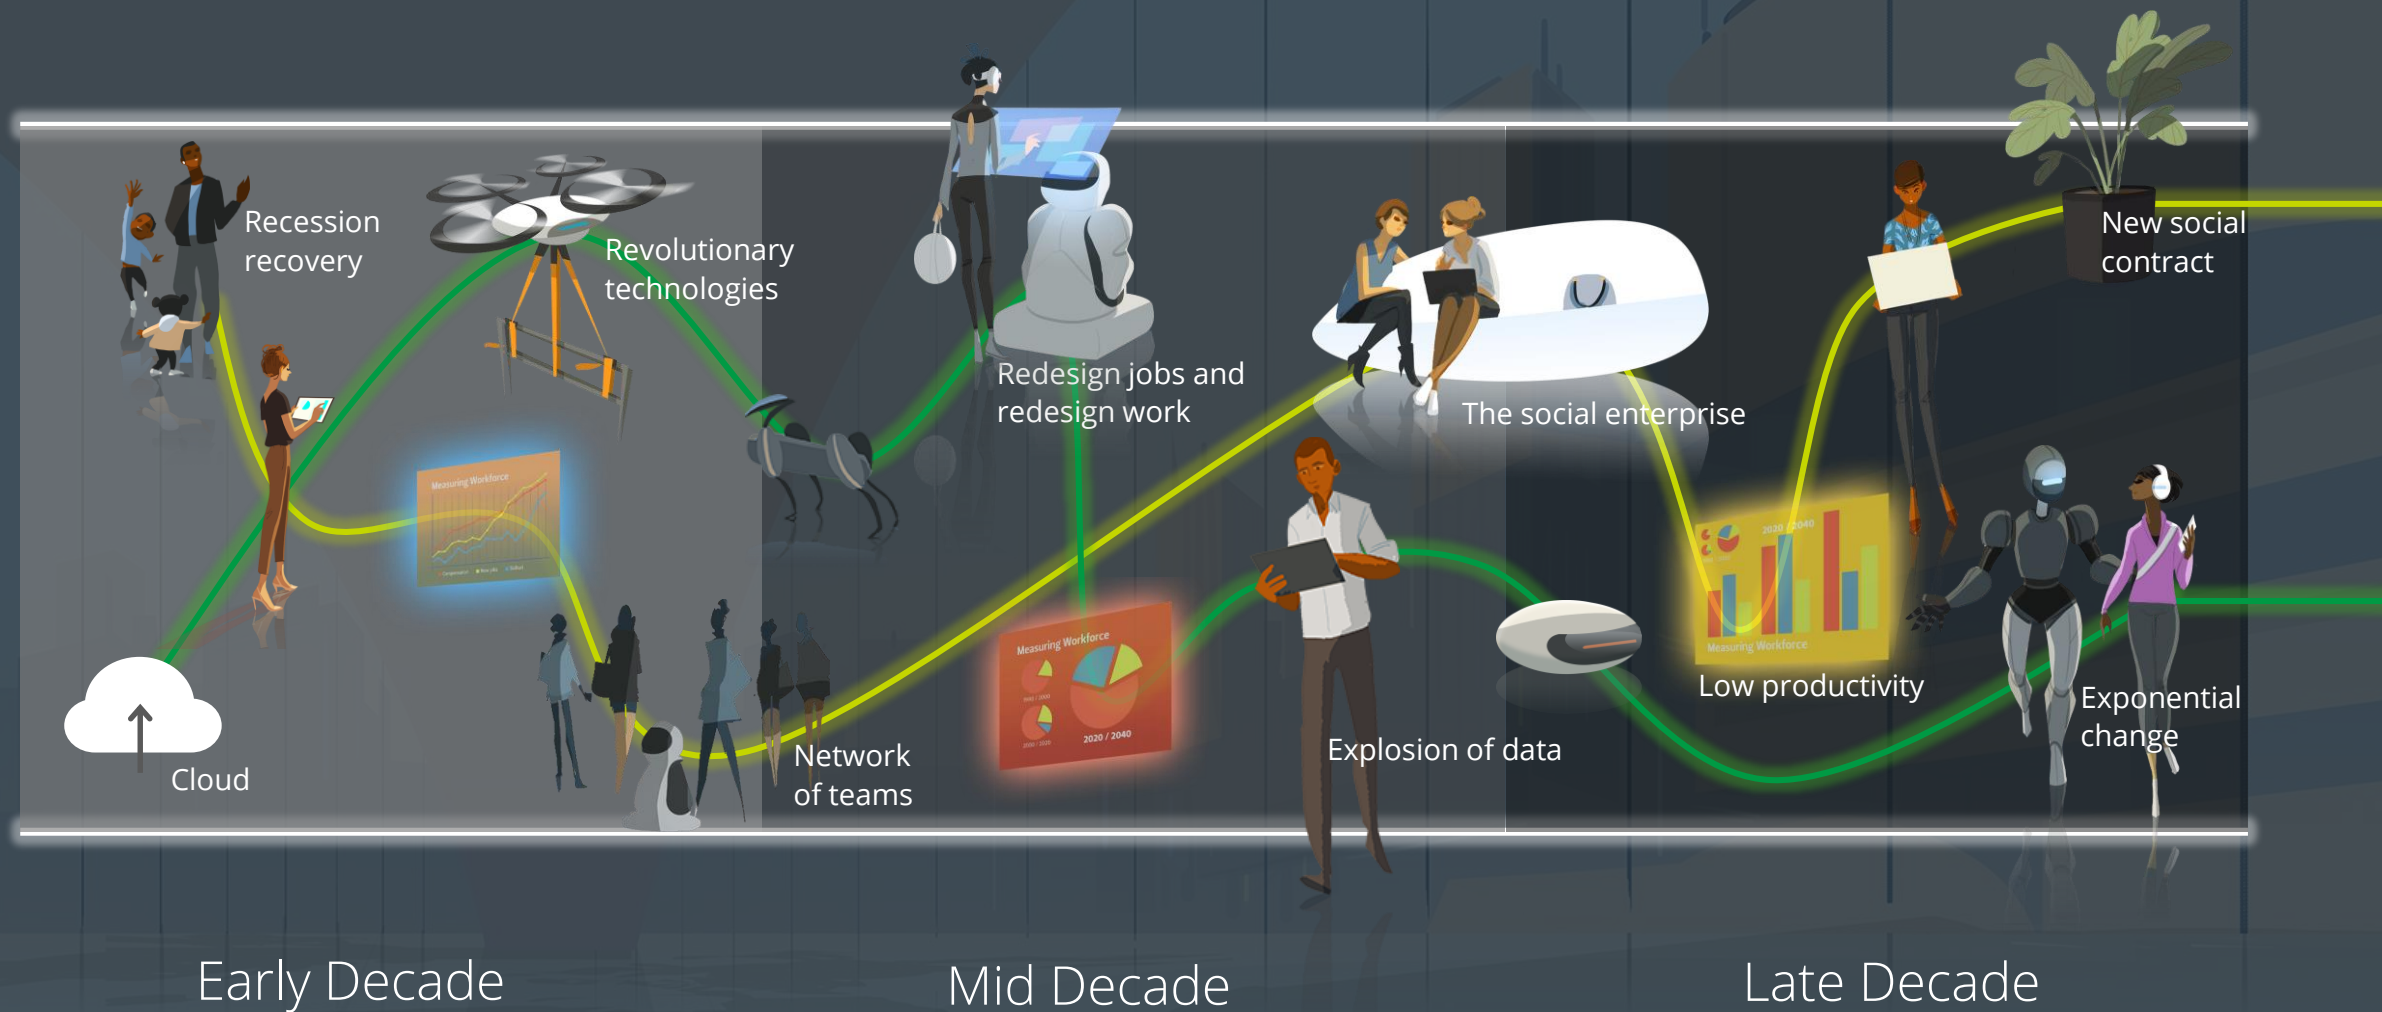 Recession
recovery
Revolutionary
technologies
Cloud
Measuring Workforce
Network
of teams
Redesign jobs and
redesign work
Measuring Workforce
2020 / 2040
The social enterprise
Explosion of data
2020 / 2040
Measuring Workforce
Low productivity
New social
contract
Exponential
change
Early Decade
Mid Decade
Late Decade